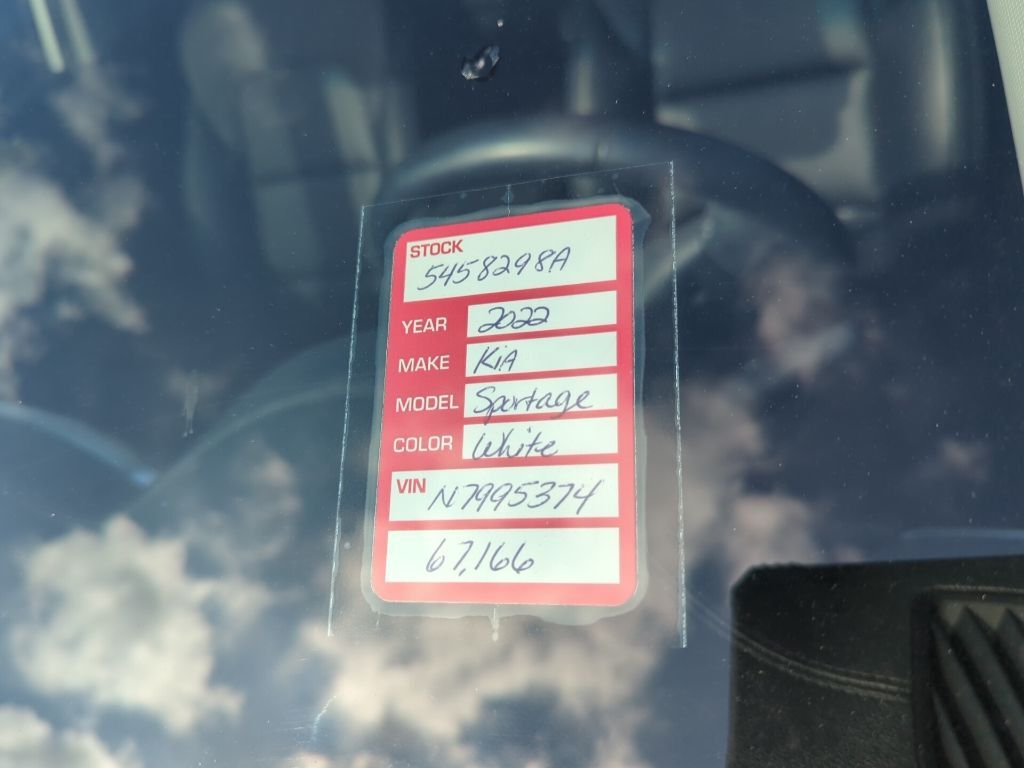 STOCK
5458298A
YEAR 2022
MAKE KiA
MODEL Sportage
COLOR White
VIN N7995374
67,166